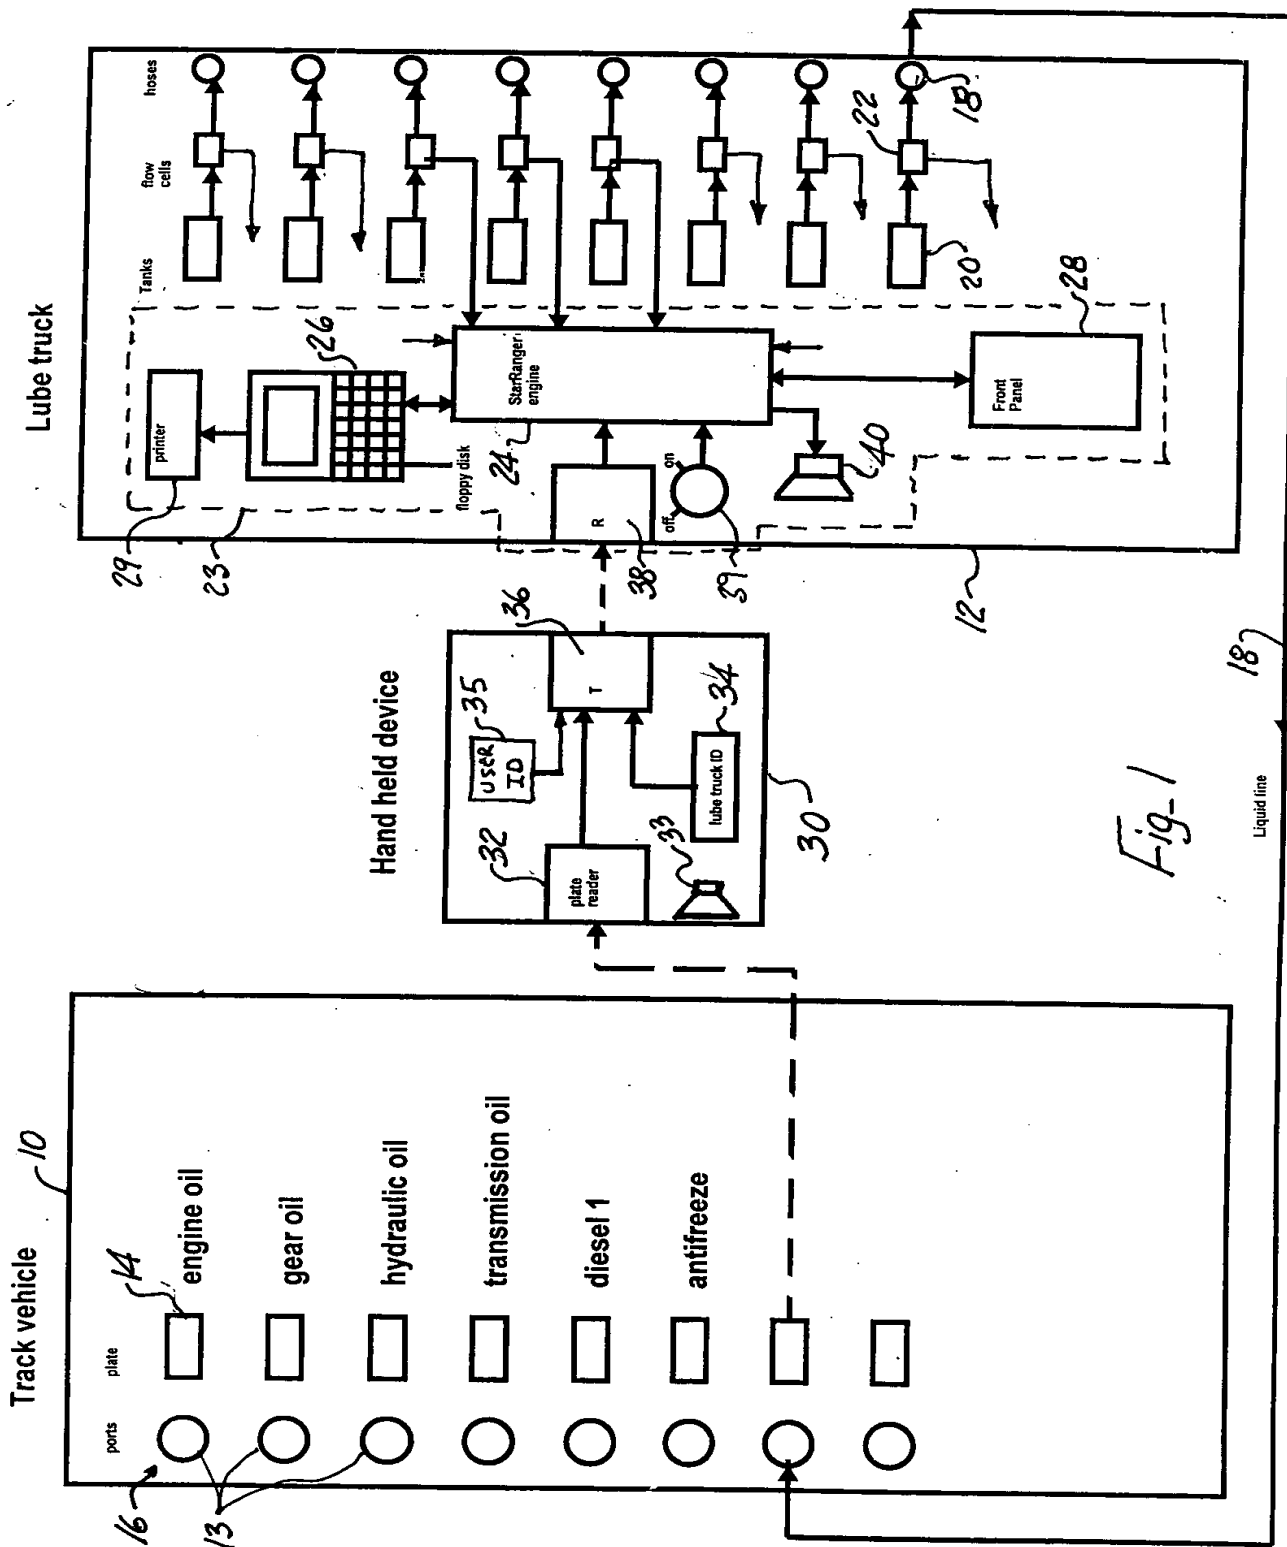 Lube truck
Tanks
flow
cells
hoses
printer
29
23
26
floppy disk
StarRanger
engine
24
R
38
off
on
39
40
Front
Panel
28
20
22
18
12
Hand held device
36
T
USER
ID
35
plate
reader
32
33
lube truck ID
34
30
Track vehicle
10
ports
plate
14
16
13
engine oil
gear oil
hydraulic oil
transmission oil
diesel 1
antifreeze
Fig_1
Liquid line
18